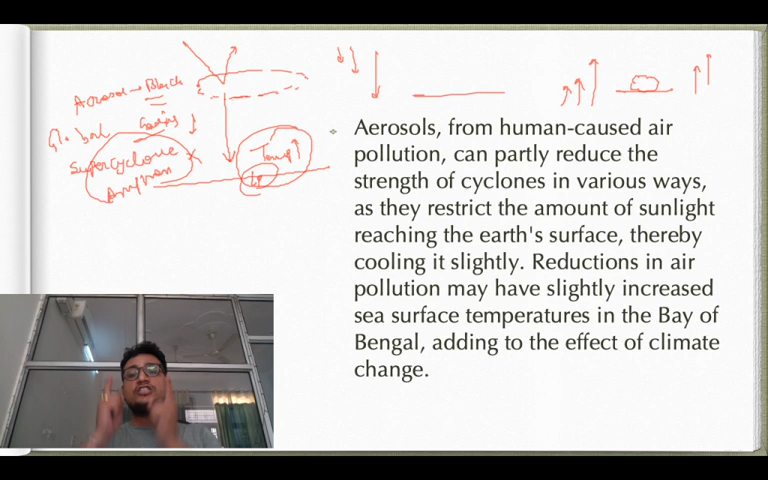 Aerosol → Black
Supercyclone
Amphan
Temp ↑
Aerosols, from human-caused air
pollution, can partly reduce the
strength of cyclones in various ways,
as they restrict the amount of sunlight
reaching the earth's surface, thereby
cooling it slightly. Reductions in air
pollution may have slightly increased
sea surface temperatures in the Bay of
Bengal, adding to the effect of climate
change.